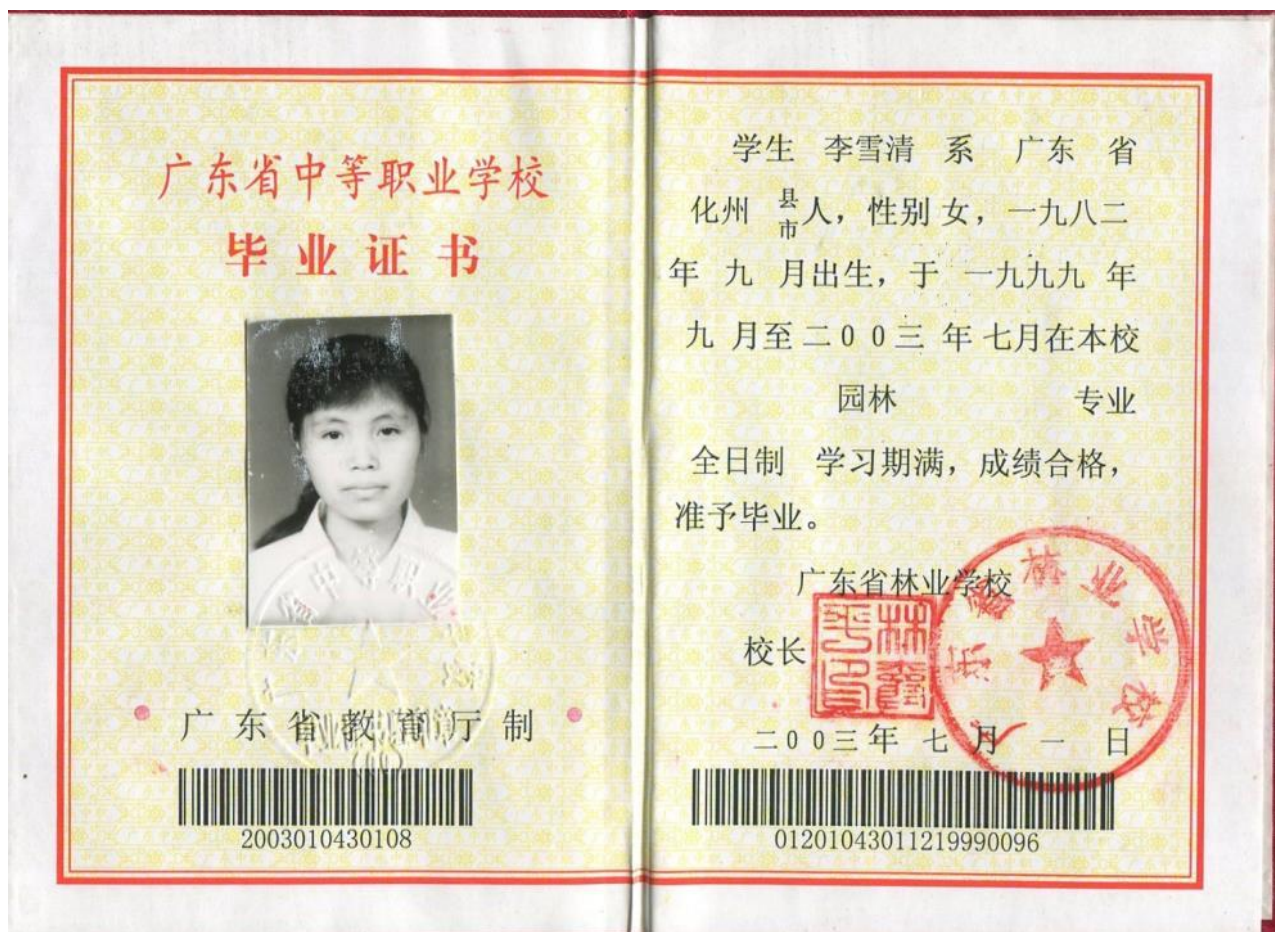 广东省中等职业学校
毕业证书
广东省教育厅制
2003010430108
学生 李雪清 系 广东 省
化州 县市人，性别 女，一九八二
年 九 月出生，于 一九九九 年
九 月至 二00三 年 七月在本校
园林 专业
全日制 学习期满，成绩合格，
准予毕业。
广东省林业学校
校长
二00三年 七 月 一 日
01201043011219990096